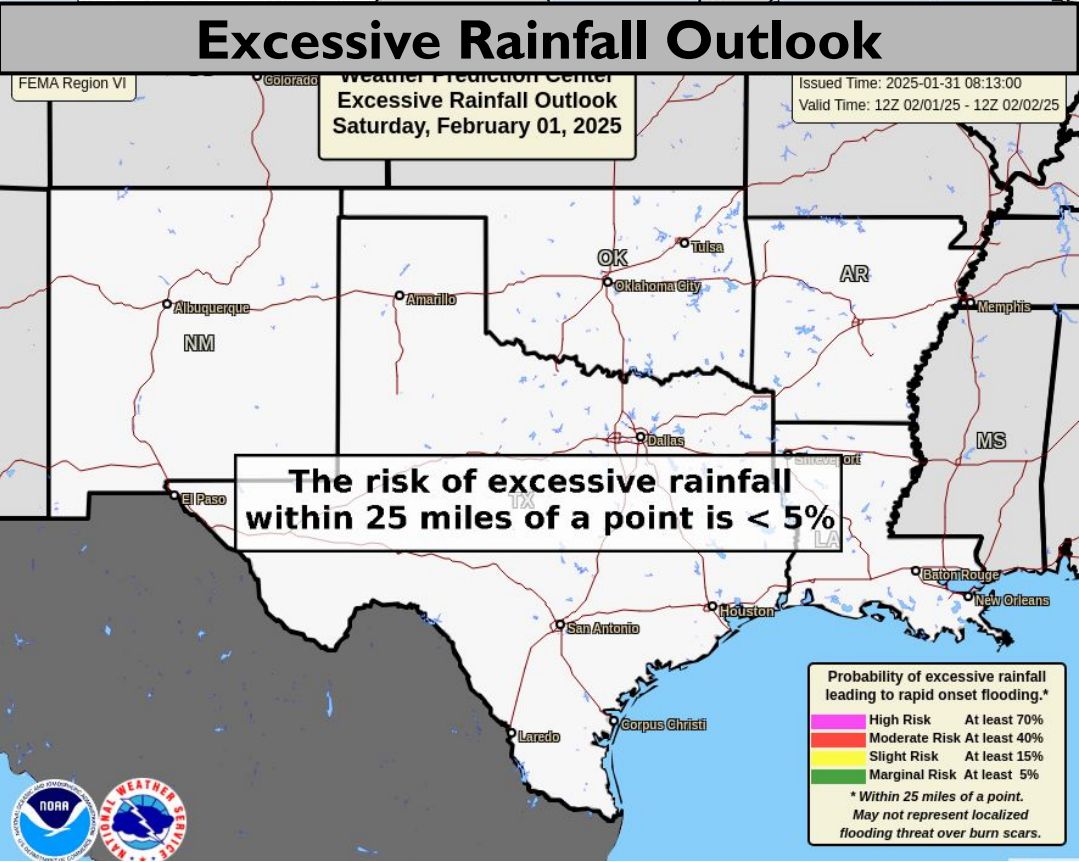 Excessive Rainfall Outlook
FEMA Region VI
Colorado
Weather Prediction Center
Excessive Rainfall Outlook
Saturday, February 01, 2025
Issued Time: 2025-01-31 08:13:00
Valid Time: 12Z 02/01/25 - 12Z 02/02/25
OK
Tulsa
AR
Oklahoma City
Albuquerque
Amarillo
Memphis
NM
Dallas
MS
Shreveport
The risk of excessive rainfall
within 25 miles of a point is < 5%
El Paso
TX
LA
Baton Rouge
New Orleans
Houston
San Antonio
Corpus Christi
Laredo
Probability of excessive rainfall
leading to rapid onset flooding.*
High Risk At least 70%
Moderate Risk At least 40%
Slight Risk At least 15%
Marginal Risk At least 5%
* Within 25 miles of a point.
May not represent localized
flooding threat over burn scars.
NOAA
NATIONAL WEATHER SERVICE